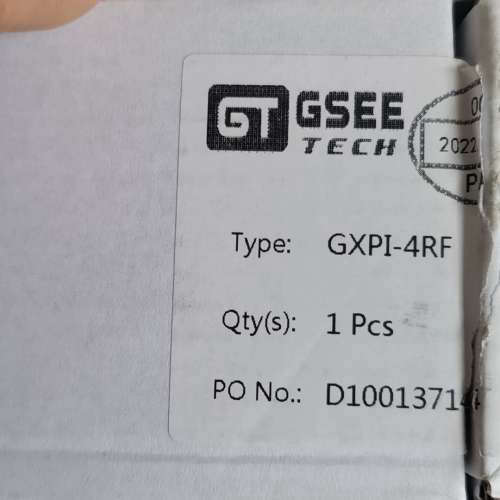 GT GSEE
TECH
2022
Type: GXPI-4RF
Qty(s): 1 Pcs
PO No.: D10013714